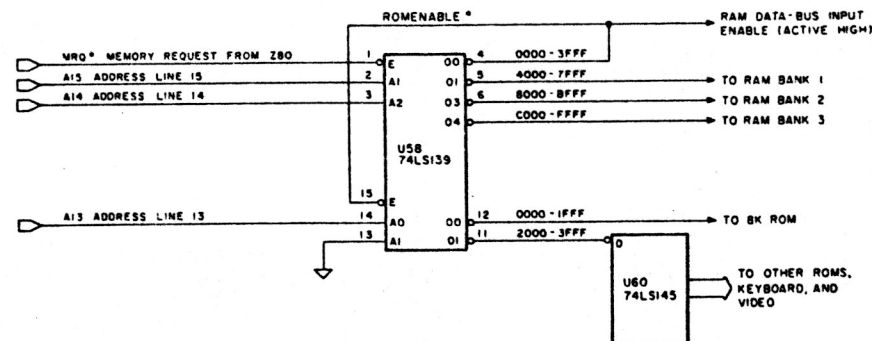 ROMENABLE *
RAM DATA-BUS INPUT
ENABLE (ACTIVE HIGH)
MRQ* MEMORY REQUEST FROM Z80
1
E
00
4
0000-3FFF
A15 ADDRESS LINE 15
2
A1
01
5
4000-7FFF
TO RAM BANK 1
A14 ADDRESS LINE 14
3
A2
03
6
8000-BFFF
TO RAM BANK 2
04
C000-FFFF
TO RAM BANK 3
U58
74LS139
15
E
A13 ADDRESS LINE 13
14
A0
00
12
0000-1FFF
TO 8K ROM
13
A1
01
11
2000-3FFF
D
U60
74LS145
TO OTHER ROMS,
KEYBOARD, AND
VIDEO